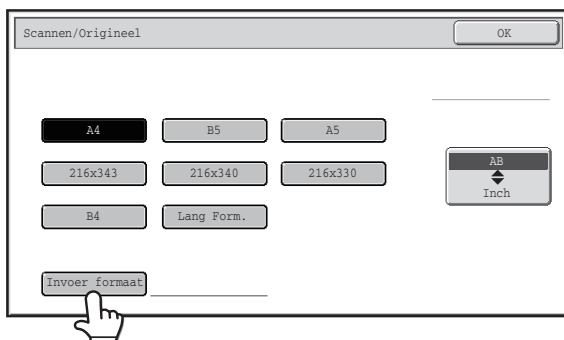 Scannen/Origineel OK
A4 B5 A5
216x343 216x340 216x330
AB
Inch
B4 Lang Form.
Invoer formaat